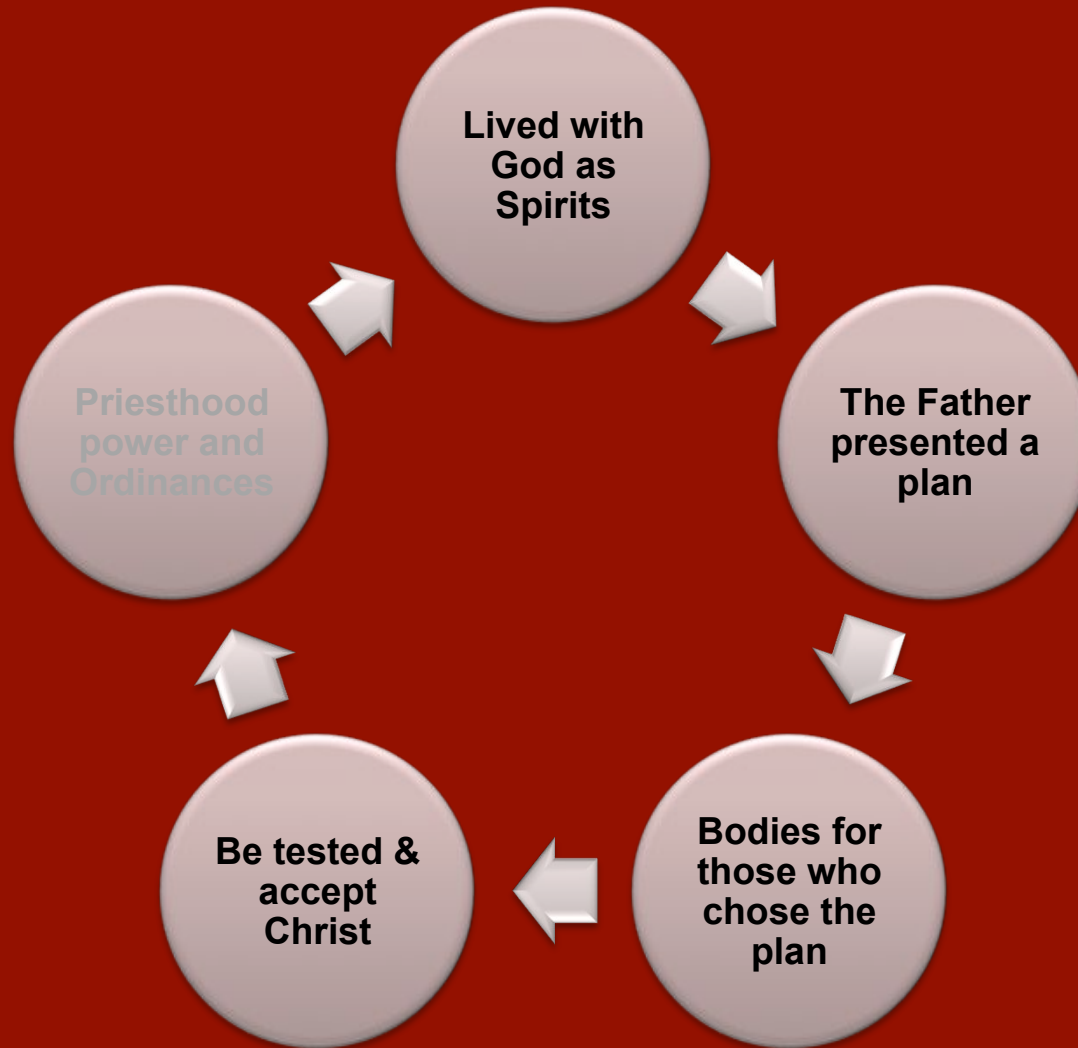 Lived with
God as
Spirits
The Father
presented a
plan
Bodies for
those who
chose the
plan
Be tested &
accept
Christ
Priesthood
power and
Ordinances